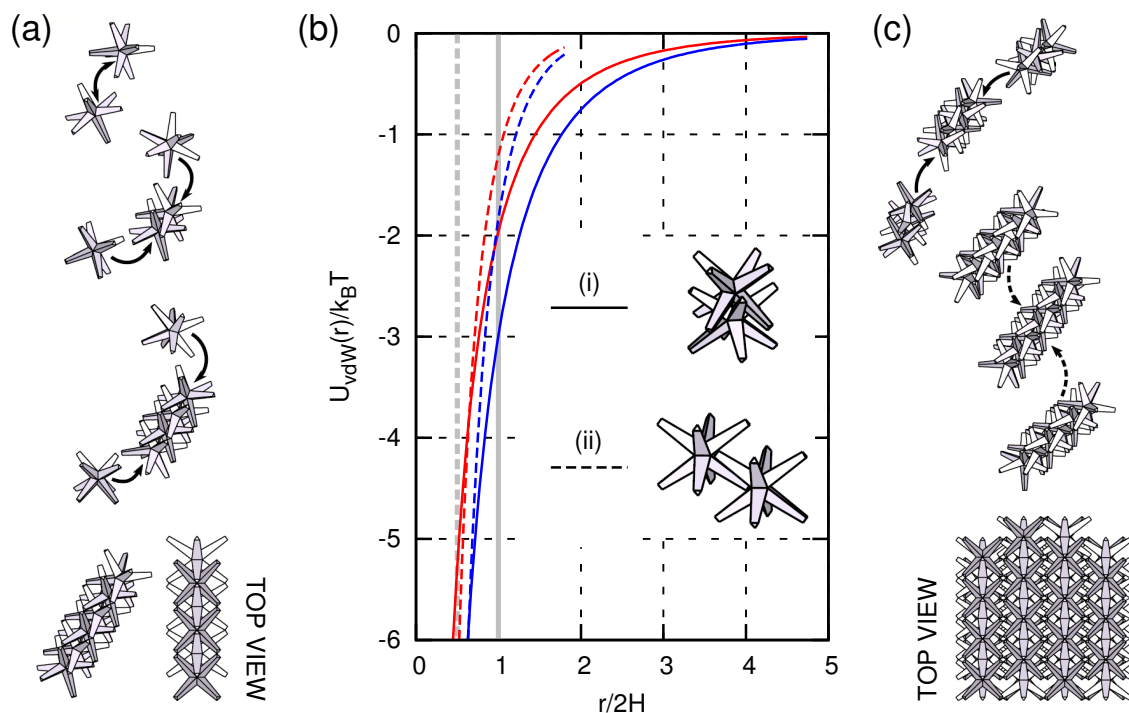 (a)
TOP VIEW
(b)
U_vdW(r)/k_BT
0
-1
-2
-3
-4
-5
-6
(i)
(ii)
0 1 2 3 4 5
r/2H
(c)
TOP VIEW